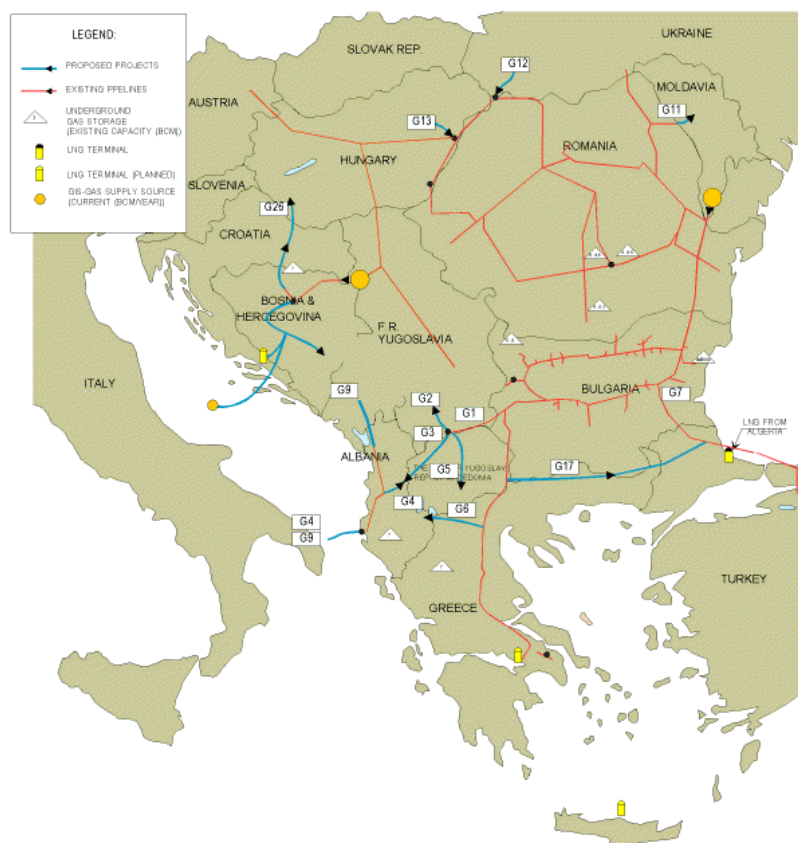 LEGEND:
PROPOSED PROJECTS
EXISTING PPELINES
UNDERGROUND
GAS STORAGE
(EXISTING CAPACITY (BCM))
LNG TERMINAL
LNG TERMINAL (PLANNED)
GIS-GAS SUPPLY SOURCE
(CURRENT (BCM/YEAR))
UKRAINE
SLOVAK REP.
G12
MOLDAVIA
AUSTRIA
G11
G13
ROMANIA
HUNGARY
SLOVENIA
G26
CROATIA
BOSNIA &
HERCEGOVINA
F.R.
YUGOSLAVIA
ITALY
G9
BULGARIA
G7
G2
G1
G3
LNG FROM
ALGERIA
ALBANIA
G5
G17
G4
G6
G4
G9
TURKEY
GREECE